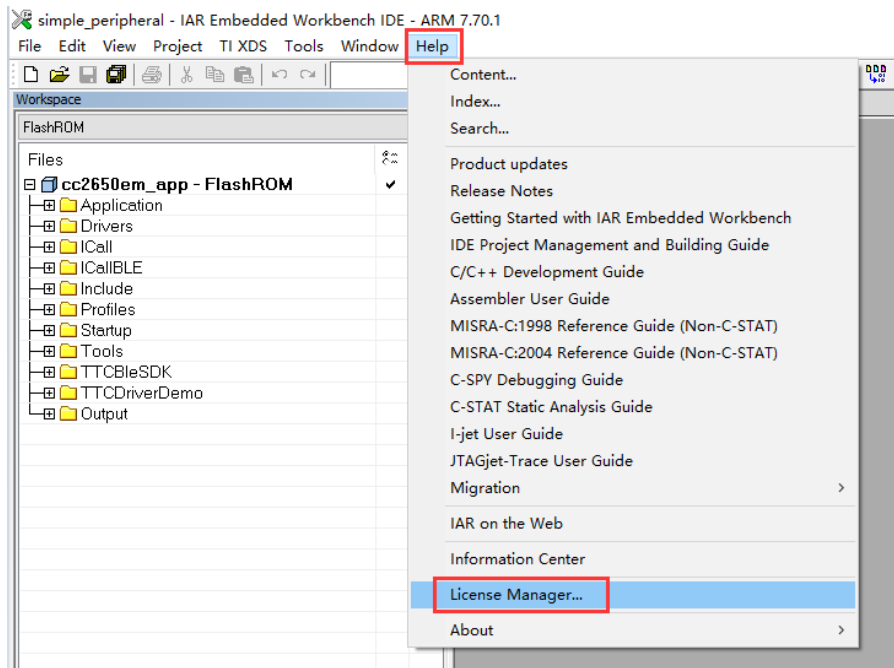 simple_peripheral - IAR Embedded Workbench IDE - ARM 7.70.1
File Edit View Project TI XDS Tools Window Help
Workspace
FlashROM
Files
cc2650em_app - FlashROM
Application
Drivers
ICall
ICallBLE
Include
Profiles
Startup
Tools
TTCBleSDK
TTCDriverDemo
Output
Content...
Index...
Search...
Product updates
Release Notes
Getting Started with IAR Embedded Workbench
IDE Project Management and Building Guide
C/C++ Development Guide
Assembler User Guide
MISRA-C:1998 Reference Guide (Non-C-STAT)
MISRA-C:2004 Reference Guide (Non-C-STAT)
C-SPY Debugging Guide
C-STAT Static Analysis Guide
I-jet User Guide
JTAGjet-Trace User Guide
Migration
IAR on the Web
Information Center
License Manager...
About